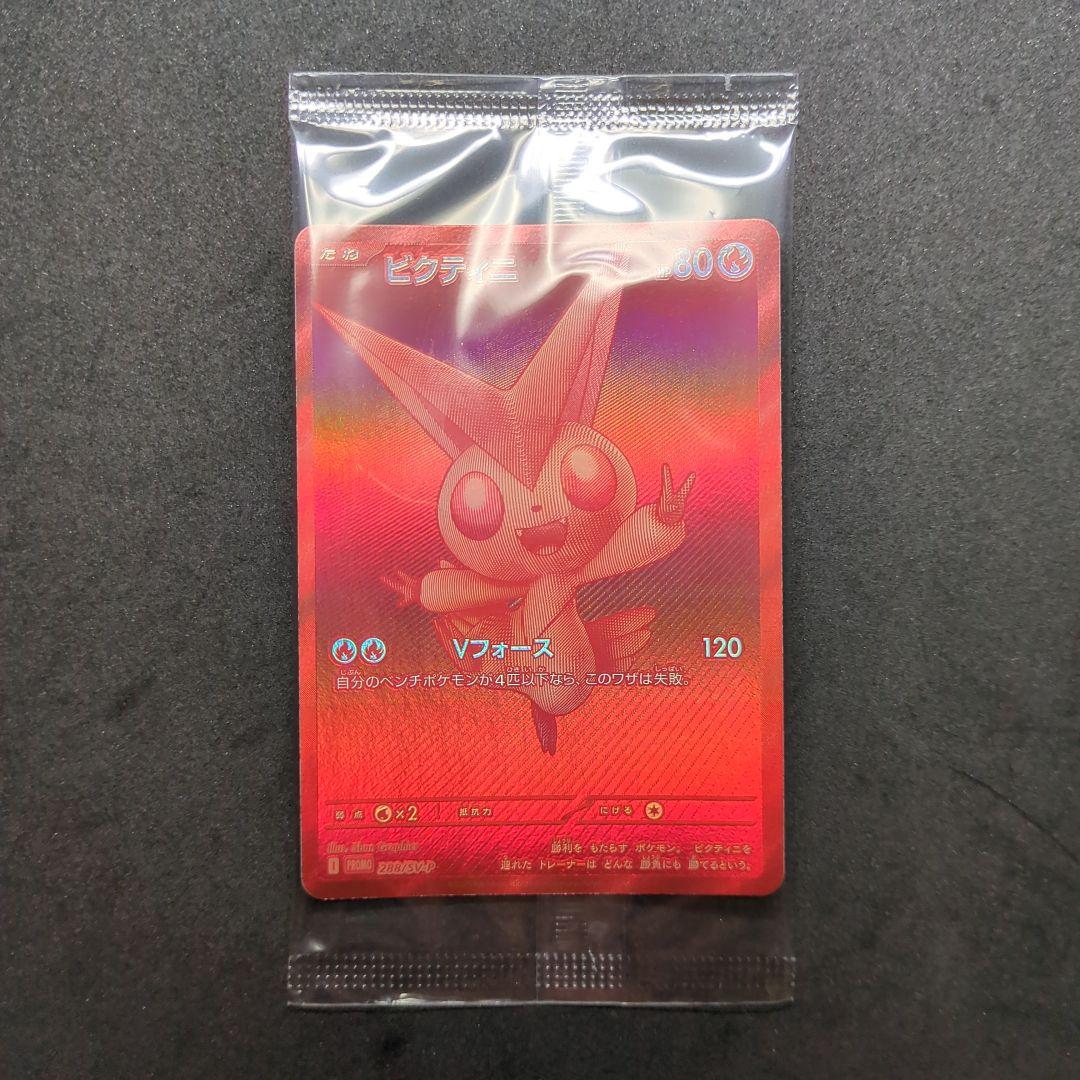 たね ビクティニ HP80
Vフォース 120
自分のベンチポケモンが4匹以下なら、このワザは失敗。
弱点 ×2 抵抗力 にげる
勝利を もたらす ポケモン。 ビクティニを
連れた トレーナーは どんな 勝負にも 勝てるという。
I PROMO 288/SV-P